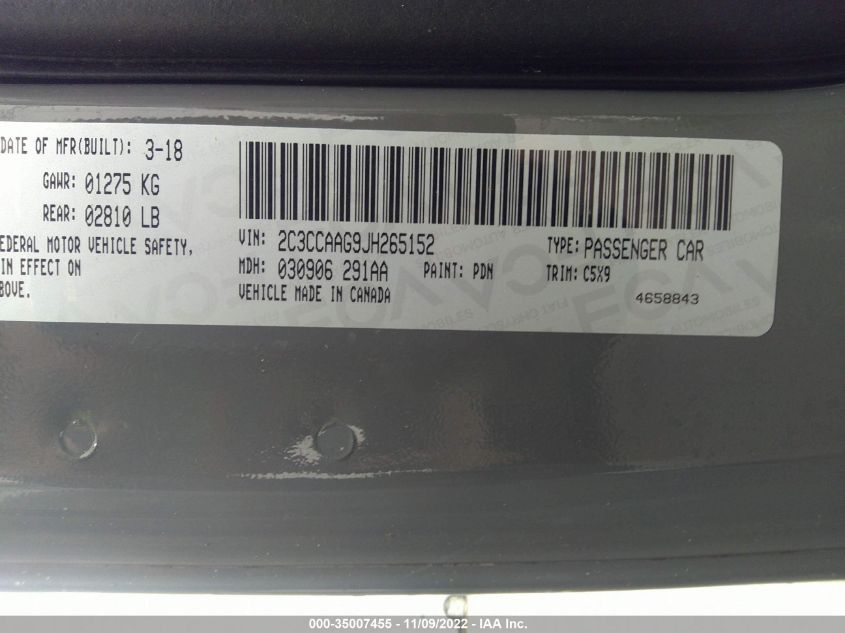 DATE OF MFR(BUILT): 3-18
GAWR: 01275 KG
REAR: 02810 LB
FEDERAL MOTOR VEHICLE SAFETY,
IN EFFECT ON
BOVE.
VIN: 2C3CCAAG9JH265152
TYPE: PASSENGER CAR
MDH: 030906 291AA
PAINT: PDN
TRIM: C5X9
VEHICLE MADE IN CANADA
4658843
000-35007455 - 11/09/2022 - IAA Inc.